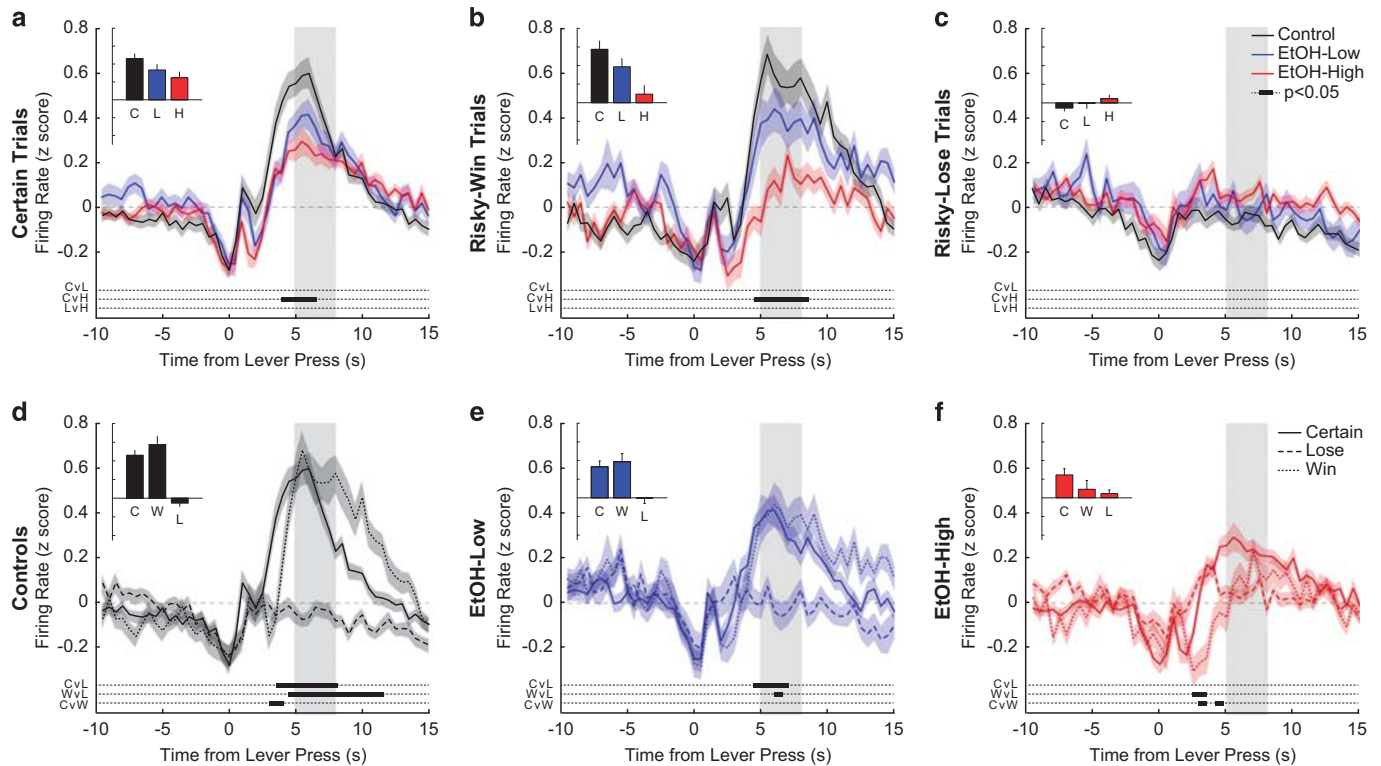 a
Certain Trials
Firing Rate (z score)
0.8
0.6
0.4
0.2
0
-0.2
C L H
CvL
CvH
LvH
-10 -5 0 5 10 15
Time from Lever Press (s)
b
Risky-Win Trials
Firing Rate (z score)
0.8
0.6
0.4
0.2
0
-0.2
C L H
CvL
CvH
LvH
-10 -5 0 5 10 15
Time from Lever Press (s)
c
Risky-Lose Trials
Firing Rate (z score)
0.8
0.6
0.4
0.2
0
-0.2
C L H
Control
EtOH-Low
EtOH-High
p<0.05
CvL
CvH
LvH
-10 -5 0 5 10 15
Time from Lever Press (s)
d
Controls
Firing Rate (z score)
0.8
0.6
0.4
0.2
0
-0.2
C W L
CvL
WvL
CvW
-10 -5 0 5 10 15
Time from Lever Press (s)
e
EtOH-Low
Firing Rate (z score)
0.8
0.6
0.4
0.2
0
-0.2
C W L
CvL
WvL
CvW
-10 -5 0 5 10 15
Time from Lever Press (s)
f
EtOH-High
Firing Rate (z score)
0.8
0.6
0.4
0.2
0
-0.2
C W L
Certain
Lose
Win
CvL
WvL
CvW
-10 -5 0 5 10 15
Time from Lever Press (s)